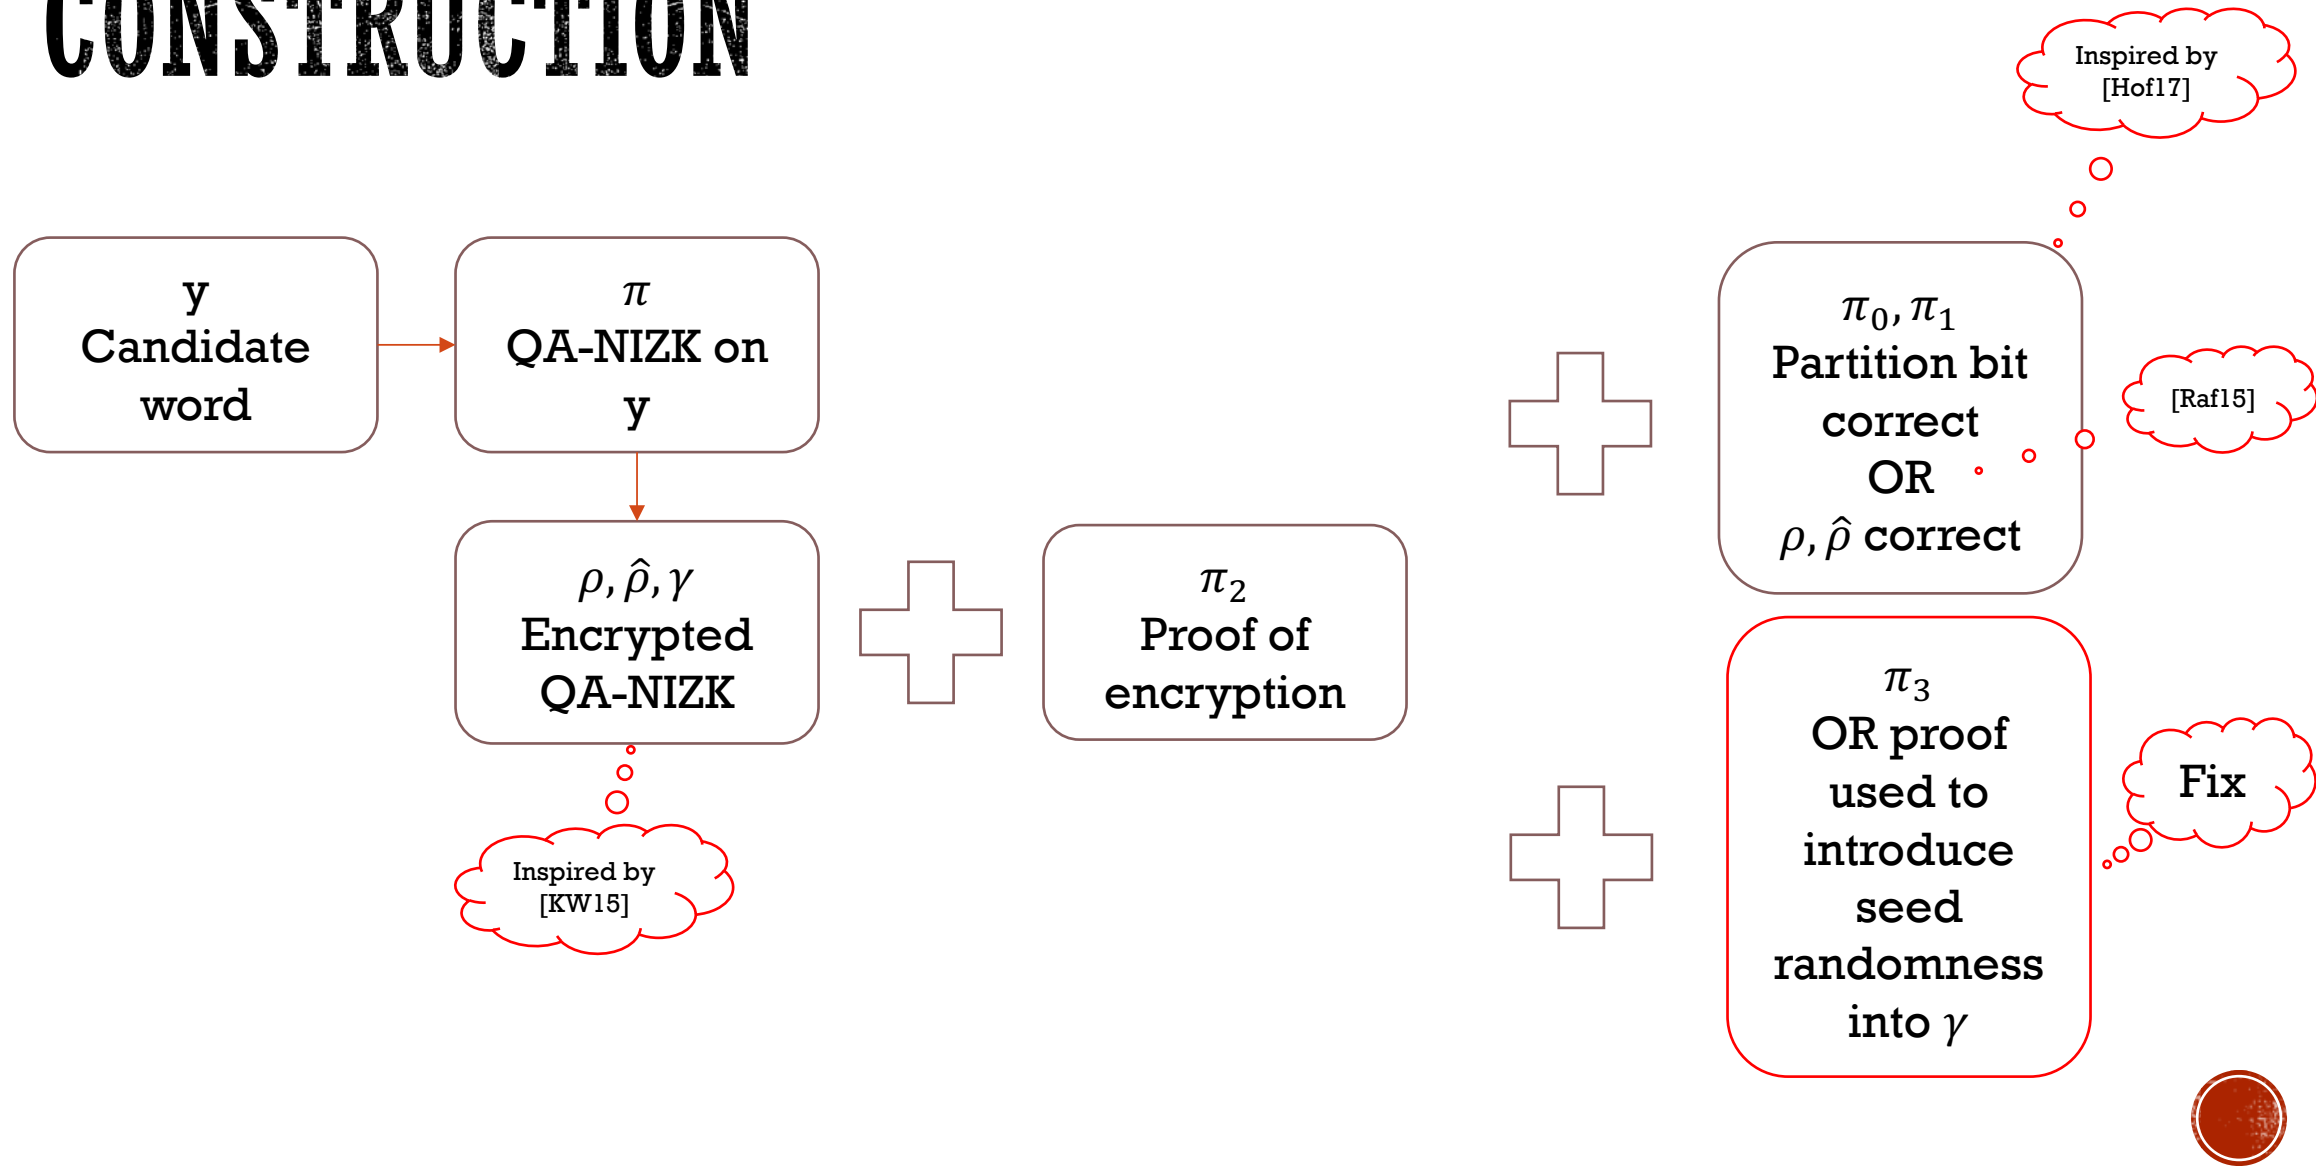 CONSTRUCTION
Inspired by
[Hof17]
y
Candidate
word
π
QA-NIZK on
y
π₀, π₁
Partition bit
correct
OR
ρ, ρ̂ correct
[Raf15]
ρ, ρ̂, γ
Encrypted
QA-NIZK
π₂
Proof of
encryption
π₃
OR proof
used to
introduce
seed
randomness
into γ
Fix
Inspired by
[KW15]